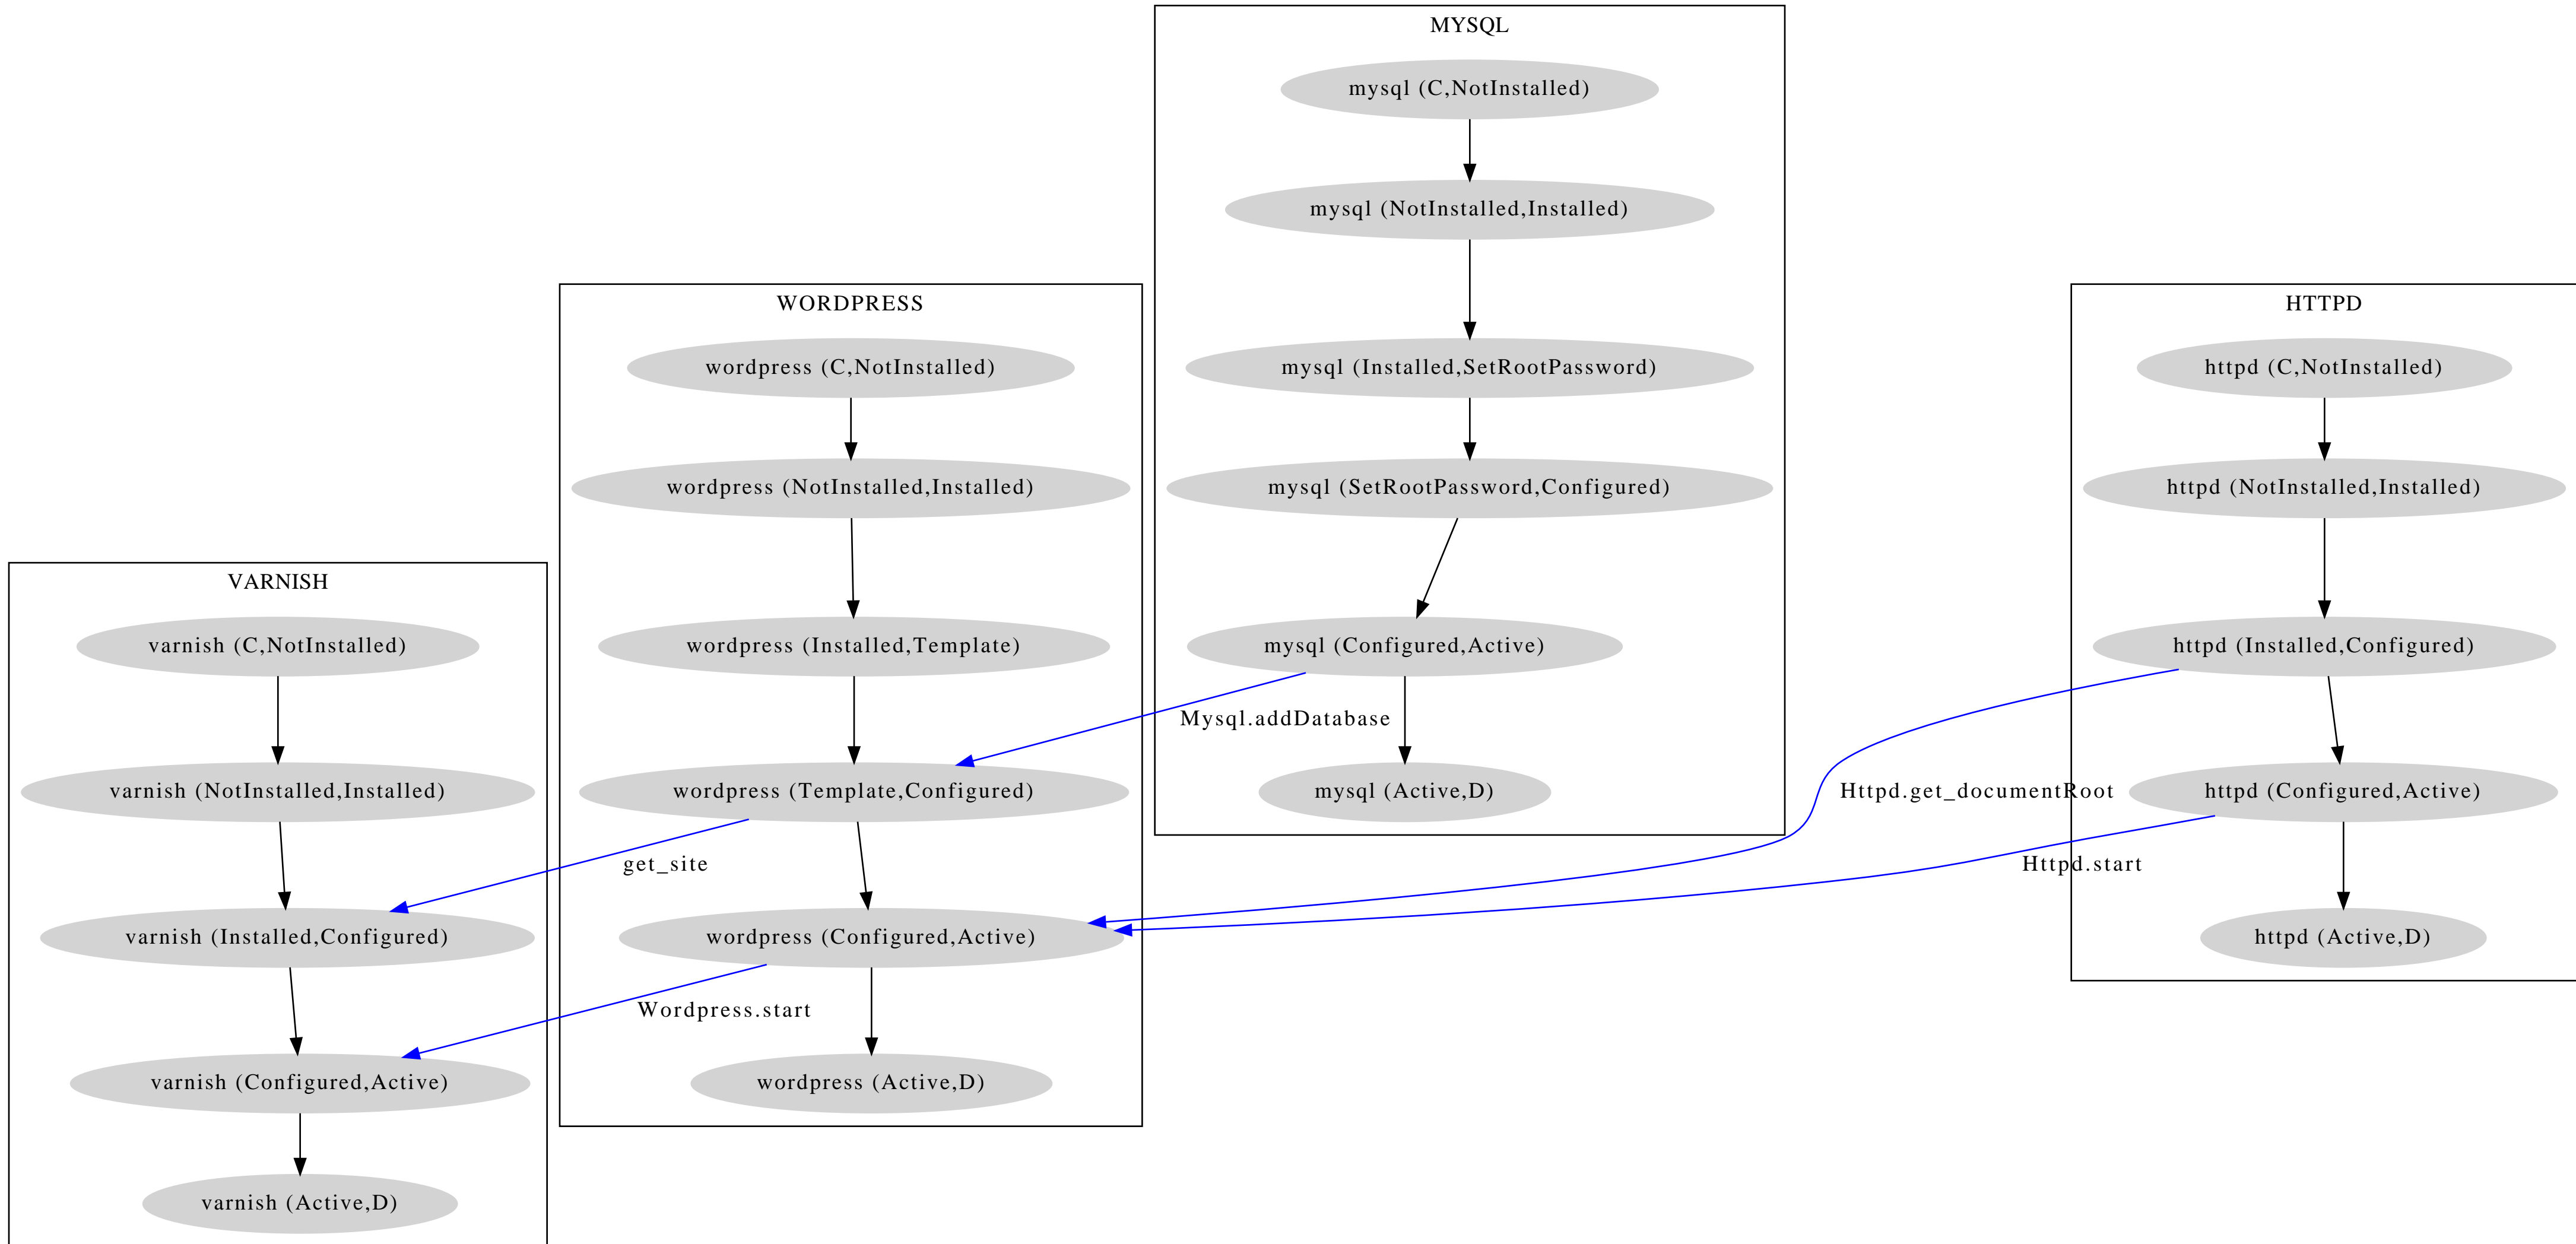 MYSQL
mysql (C,NotInstalled)
mysql (NotInstalled,Installed)
mysql (Installed,SetRootPassword)
mysql (SetRootPassword,Configured)
mysql (Configured,Active)
Mysql.addDatabase
mysql (Active,D)
WORDPRESS
wordpress (C,NotInstalled)
wordpress (NotInstalled,Installed)
wordpress (Installed,Template)
wordpress (Template,Configured)
get_site
wordpress (Configured,Active)
Wordpress.start
wordpress (Active,D)
HTTPD
httpd (C,NotInstalled)
httpd (NotInstalled,Installed)
httpd (Installed,Configured)
Httpd.get_documentRoot
httpd (Configured,Active)
Httpd.start
httpd (Active,D)
VARNISH
varnish (C,NotInstalled)
varnish (NotInstalled,Installed)
varnish (Installed,Configured)
varnish (Configured,Active)
varnish (Active,D)